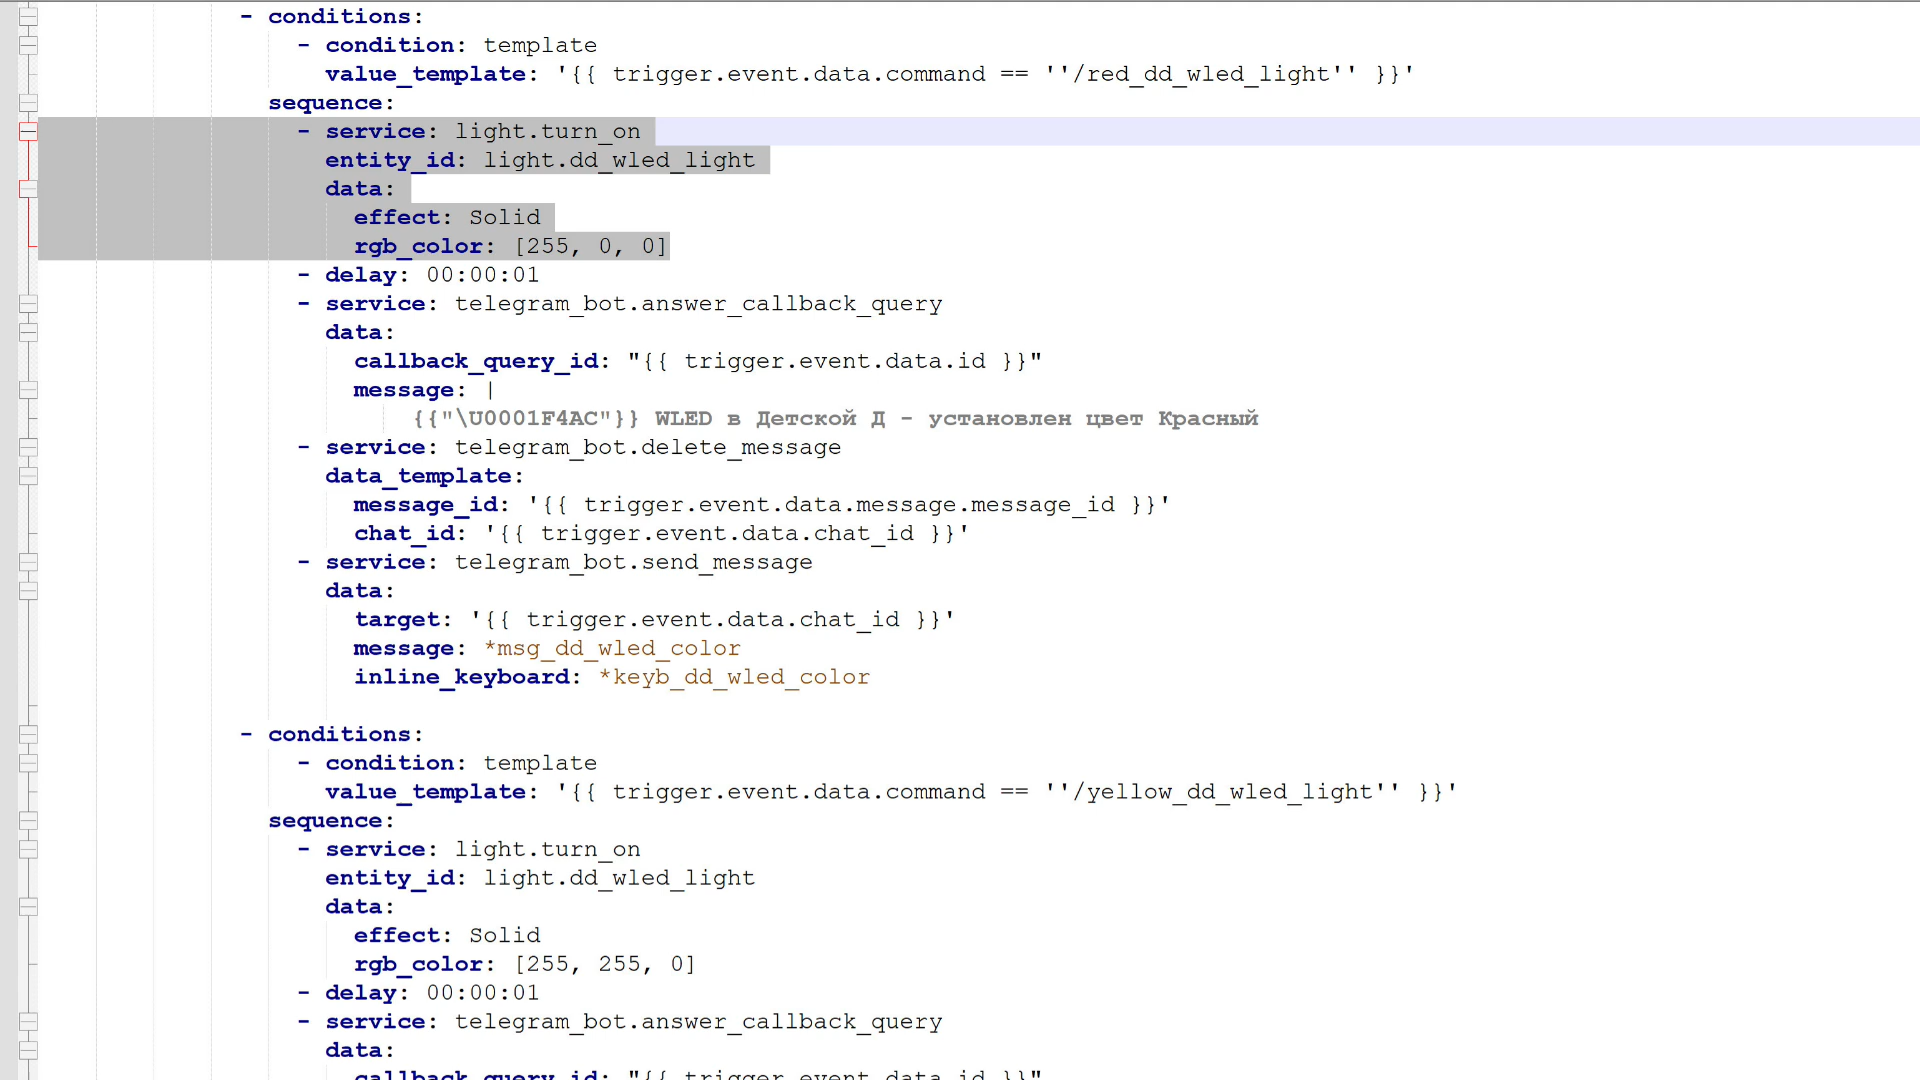 - conditions:
- condition: template
value_template: '{{ trigger.event.data.command == ''/red_dd_wled_light'' }}'
sequence:
- service: light.turn_on
entity_id: light.dd_wled_light
data:
effect: Solid
rgb_color: [255, 0, 0]
- delay: 00:00:01
- service: telegram_bot.answer_callback_query
data:
callback_query_id: "{{ trigger.event.data.id }}"
message: |
{{"\U0001F4AC"}} WLED в Детской Д - установлен цвет Красный
- service: telegram_bot.delete_message
data_template:
message_id: '{{ trigger.event.data.message.message_id }}'
chat_id: '{{ trigger.event.data.chat_id }}'
- service: telegram_bot.send_message
data:
target: '{{ trigger.event.data.chat_id }}'
message: *msg_dd_wled_color
inline_keyboard: *keyb_dd_wled_color
- conditions:
- condition: template
value_template: '{{ trigger.event.data.command == ''/yellow_dd_wled_light'' }}'
sequence:
- service: light.turn_on
entity_id: light.dd_wled_light
data:
effect: Solid
rgb_color: [255, 255, 0]
- delay: 00:00:01
- service: telegram_bot.answer_callback_query
data:
callback_query_id: "{{ trigger.event.data.id }}"